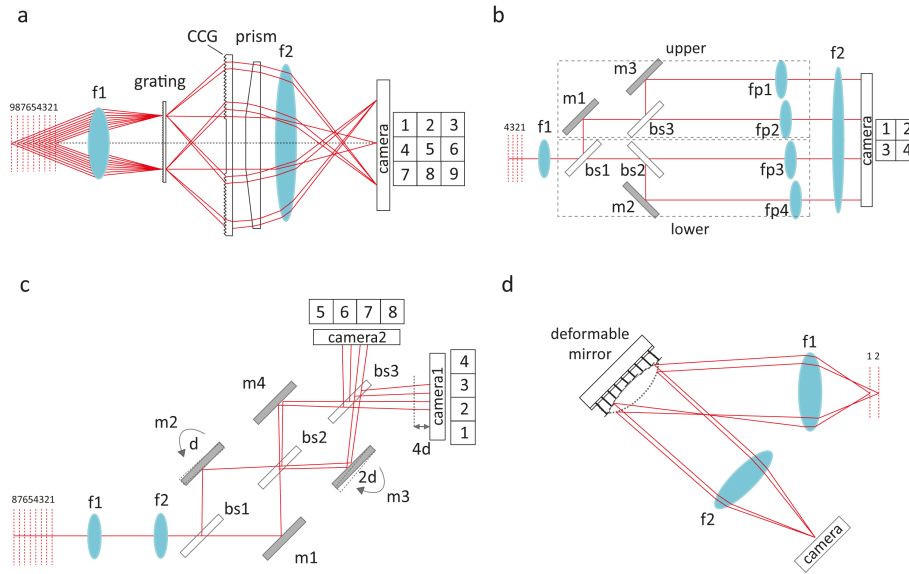 a
CCG prism
f2
grating
f1
987654321
camera
1 2 3
4 5 6
7 8 9
b
upper
f2
m3
m1
fp1
4321
f1
bs3
fp2
camera
1 2
3 4
bs1
bs2
fp3
m2
fp4
lower
c
5 6 7 8
camera2
m4
bs3
camera1
4
3
2
1
m2
d
bs2
4d
2d
m3
87654321
f1
f2
bs1
m1
d
deformable
mirror
f1
1 2
f2
camera